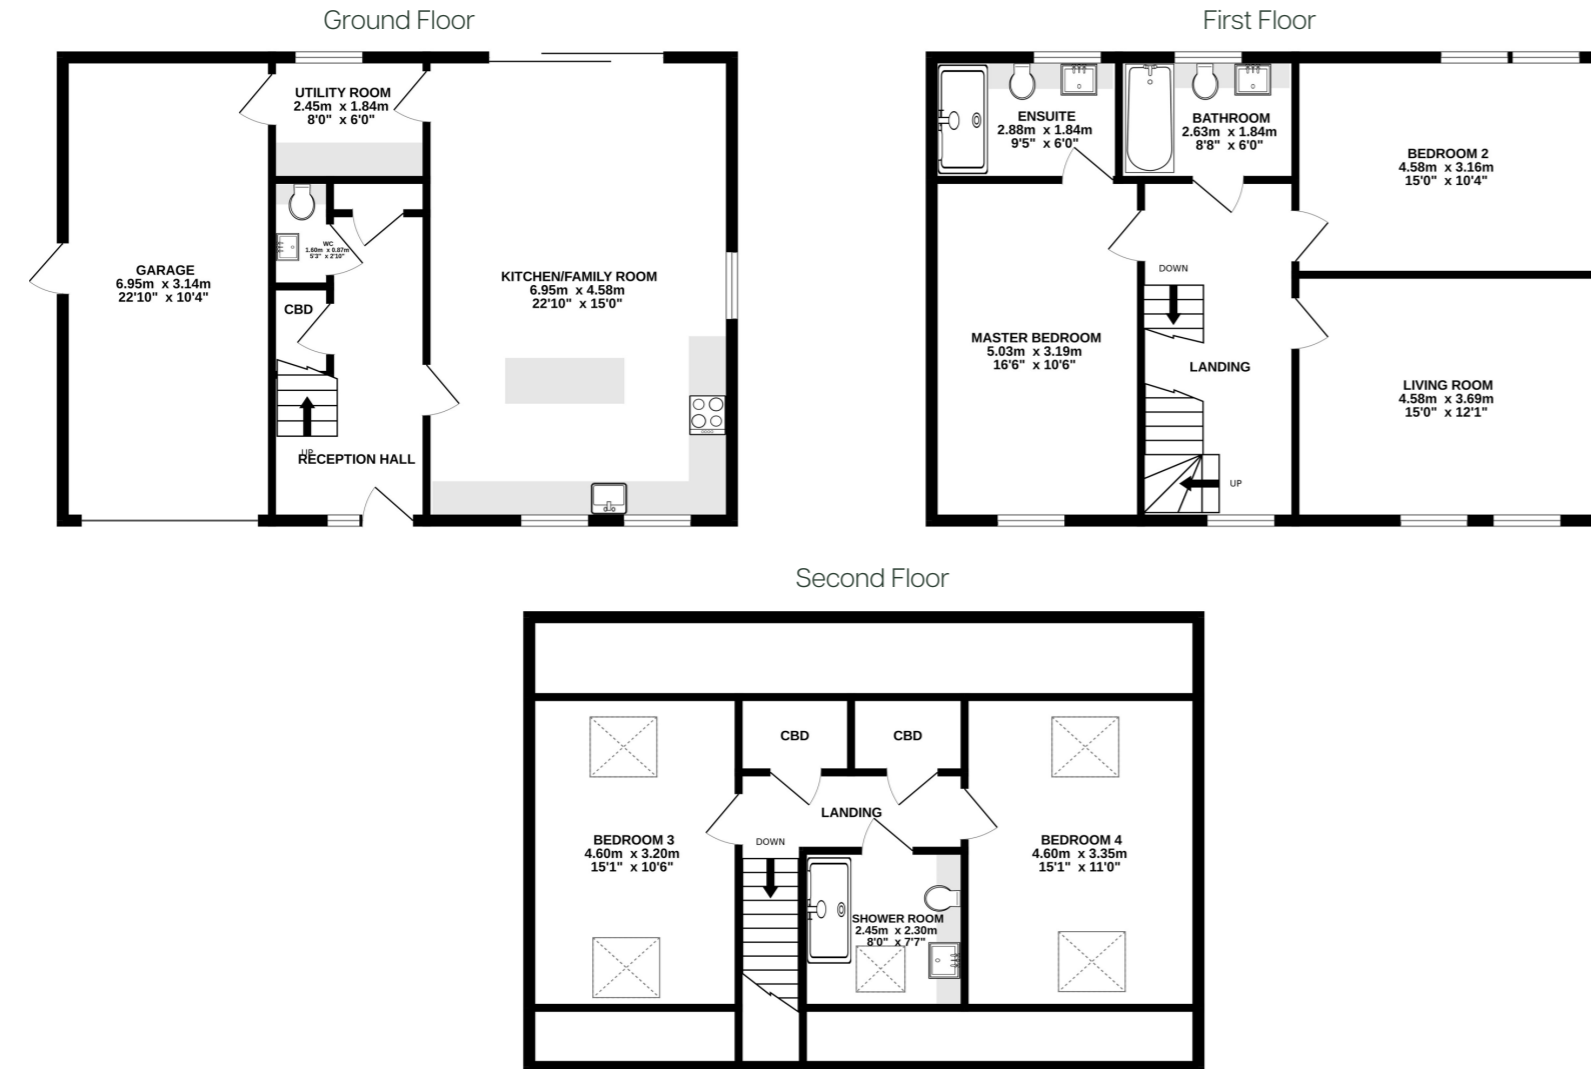 Ground Floor
UTILITY ROOM
2.45m x 1.84m
8'0" x 6'0"
WC
1.60m x 0.87m
5'3" x 2'10"
GARAGE
6.95m x 3.14m
22'10" x 10'4"
KITCHEN/FAMILY ROOM
6.95m x 4.58m
22'10" x 15'0"
CBD
UP
RECEPTION HALL
First Floor
ENSUITE
2.88m x 1.84m
9'5" x 6'0"
BATHROOM
2.63m x 1.84m
8'8" x 6'0"
BEDROOM 2
4.58m x 3.16m
15'0" x 10'4"
DOWN
MASTER BEDROOM
5.03m x 3.19m
16'6" x 10'6"
LANDING
LIVING ROOM
4.58m x 3.69m
15'0" x 12'1"
UP
Second Floor
CBD
CBD
LANDING
DOWN
BEDROOM 3
4.60m x 3.20m
15'1" x 10'6"
BEDROOM 4
4.60m x 3.35m
15'1" x 11'0"
SHOWER ROOM
2.45m x 2.30m
8'0" x 7'7"